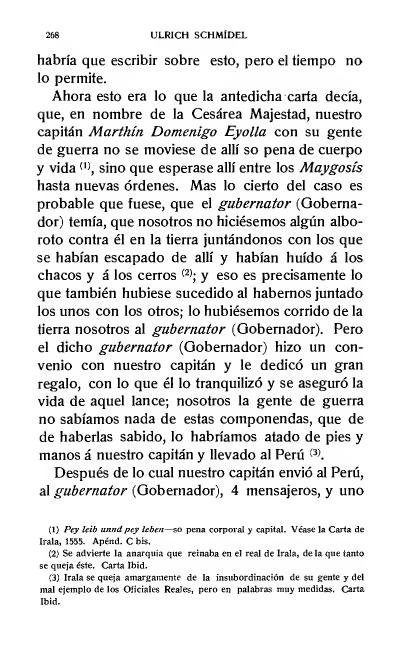 268 ULRICH SCHMÍDEL
habría que escribir sobre esto, pero el tiempo no
lo permite.
Ahora esto era lo que la antedicha carta decía,
que, en nombre de la Cesárea Majestad, nuestro
capitán Marthín Domenigo Eyolla con su gente
de guerra no se moviese de allí so pena de cuerpo
y vida (1), sino que esperase allí entre los Maygosís
hasta nuevas órdenes. Mas lo cierto del caso es
probable que fuese, que el gubernator (Goberna-
dor) temía, que nosotros no hiciésemos algún albo-
roto contra él en la tierra juntándonos con los que
se habían escapado de allí y habían huído á los
chacos y á los cerros (2); y eso es precisamente lo
que también hubiese sucedido al habernos juntado
los unos con los otros; lo hubiésemos corrido de la
tierra nosotros al gubernator (Gobernador). Pero
el dicho gubernator (Gobernador) hizo un con-
venio con nuestro capitán y le dedicó un gran
regalo, con lo que él lo tranquilizó y se aseguró la
vida de aquel lance; nosotros la gente de guerra
no sabíamos nada de estas componendas, que de
de haberlas sabido, lo habríamos atado de pies y
manos á nuestro capitán y llevado al Perú (3).
Después de lo cual nuestro capitán envió al Perú,
al gubernator (Gobernador), 4 mensajeros, y uno
(1) Pey leib unnd pey leben—so pena corporal y capital. Véase la Carta de
Irala, 1555. Apénd. C bis.
(2) Se advierte la anarquía que reinaba en el real de Irala, de la que tanto
se queja éste. Carta Ibid.
(3) Irala se queja amargamente de la insubordinación de su gente y del
mal ejemplo de los Oficiales Reales, pero en palabras muy medidas. Carta
Ibid.